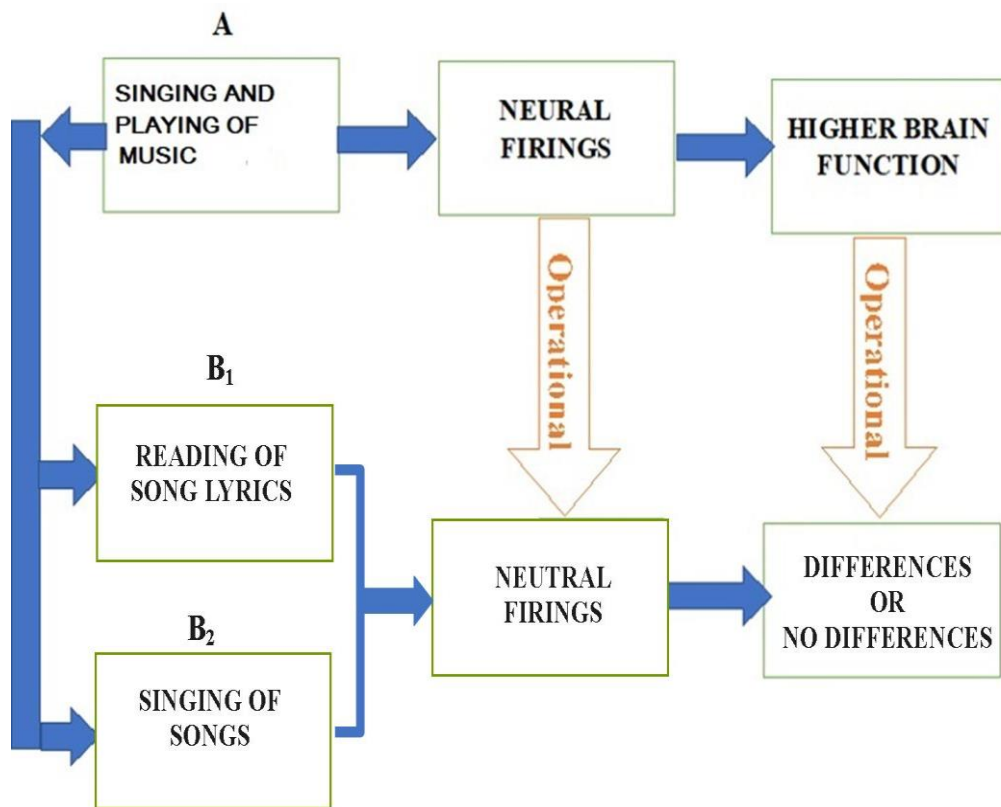 A
SINGING AND
PLAYING OF
MUSIC
NEURAL
FIRINGS
HIGHER BRAIN
FUNCTION
Operational
Operational
B₁
READING OF
SONG LYRICS
NEUTRAL
FIRINGS
DIFFERENCES
OR
NO DIFFERENCES
B₂
SINGING OF
SONGS